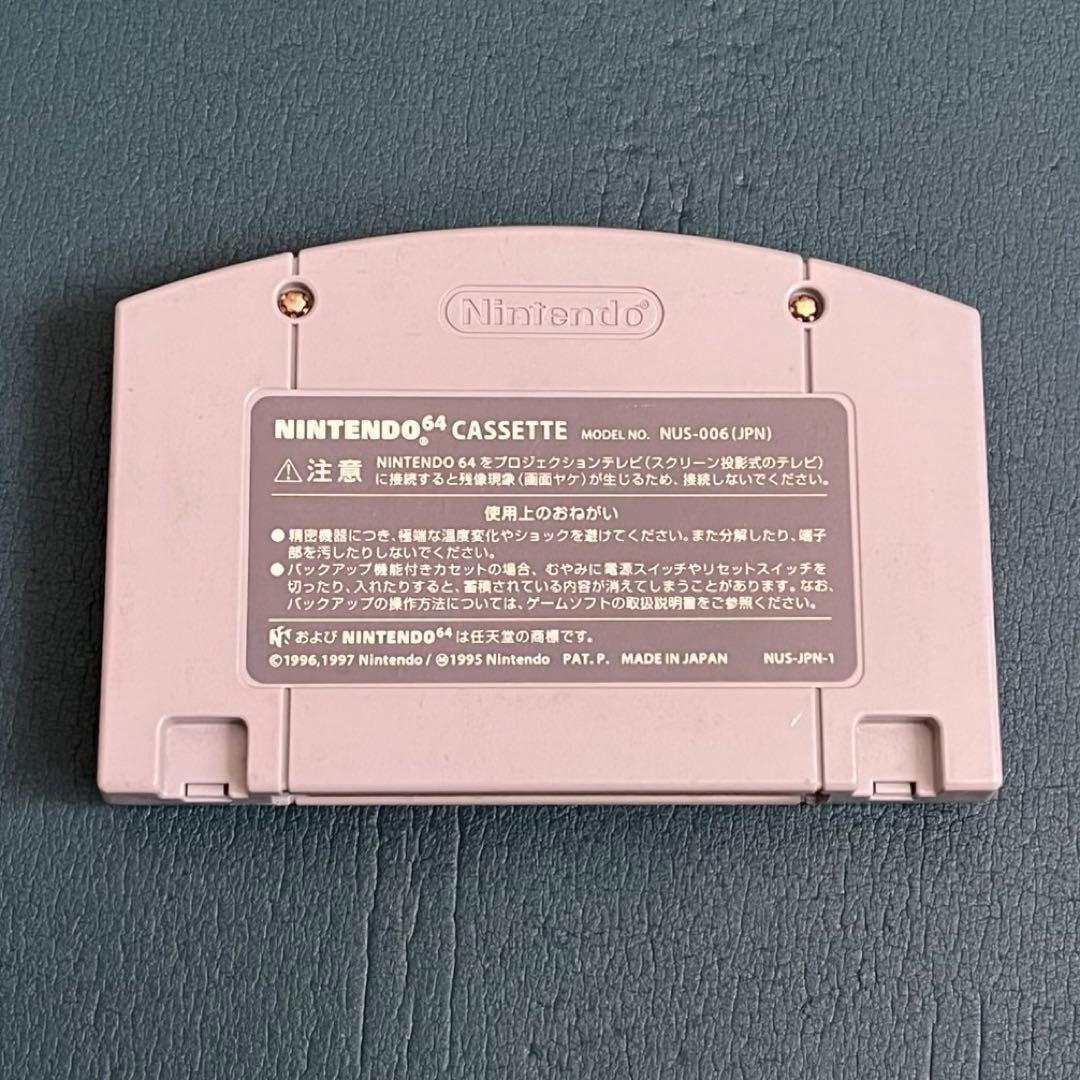 Nintendo®
NINTENDO64® CASSETTE MODEL NO. NUS-006(JPN)
⚠注意 NINTENDO 64をプロジェクションテレビ(スクリーン投影式のテレビ)
に接続すると残像現象(画面ヤケ)が生じるため、接続しないでください。
使用上のおねがい
●精密機器につき、極端な温度変化やショックを避けてください。また分解したり、端子
部を汚したりしないでください。
●バックアップ機能付きカセットの場合、むやみに電源スイッチやリセットスイッチを
切ったり、入れたりすると、蓄積されている内容が消えてしまうことがあります。なお、
バックアップの操作方法については、ゲームソフトの取扱説明書をご参照ください。
および NINTENDO64は任天堂の商標です。
©1996,1997 Nintendo/Ⓜ1995 Nintendo PAT.P. MADE IN JAPAN NUS-JPN-1